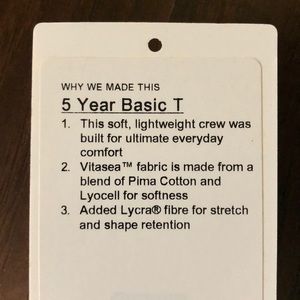 WHY WE MADE THIS
5 Year Basic T
1. This soft, lightweight crew was
built for ultimate everyday
comfort
2. Vitasea™ fabric is made from a
blend of Pima Cotton and
Lyocell for softness
3. Added Lycra® fibre for stretch
and shape retention